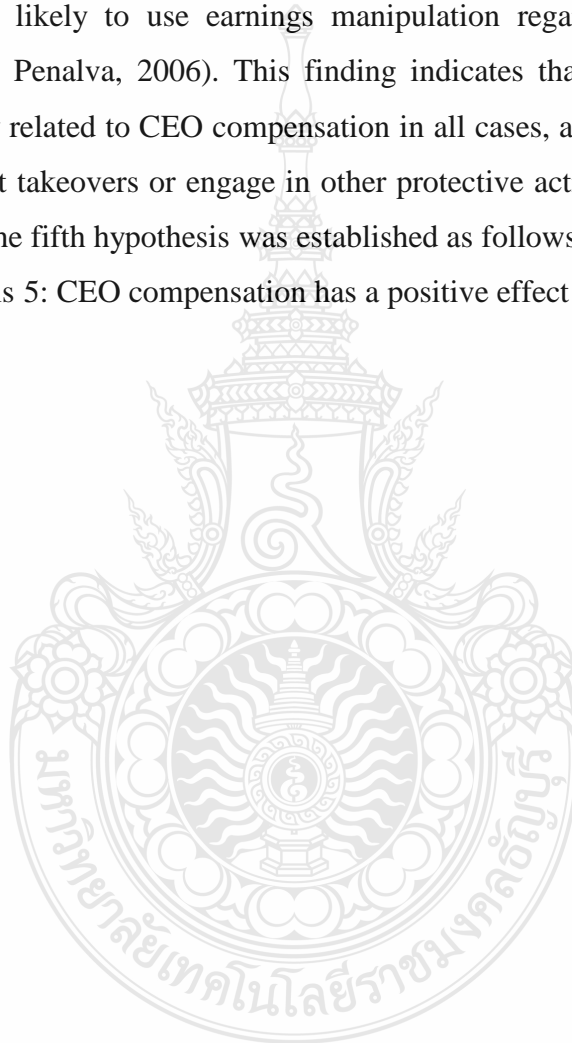 likely to use earnings manipulation rega
Penalva, 2006). This finding indicates tha
related to CEO compensation in all cases, a
t takeovers or engage in other protective act
he fifth hypothesis was established as follows
is 5: CEO compensation has a positive effect
มหาวิทยาลัยเทคโนโลยีราชมงคลธัญบุรี